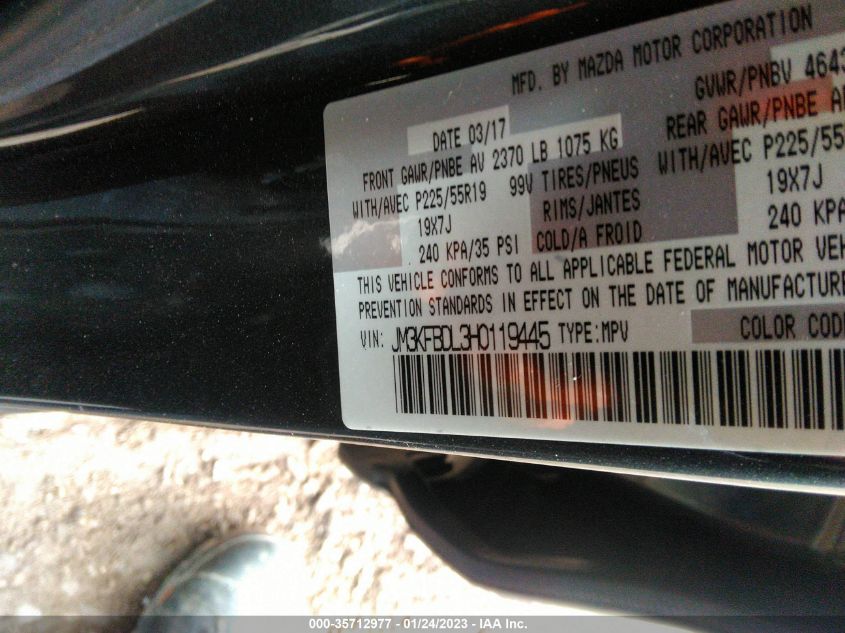 MFD. BY MAZDA MOTOR CORPORATION
DATE 03/17 GVWR/PNBV 4643
FRONT GAWR/PNBE AV 2370 LB 1075 KG REAR GAWR/PNBE
WITH/AVEC P225/55R19 99V TIRES/PNEUS WITH/AVEC P225/55
19X7J RIMS/JANTES 19X7J
240 KPA/35 PSI COLD/A FROID 240 KPA
THIS VEHICLE CONFORMS TO ALL APPLICABLE FEDERAL MOTOR VEH
PREVENTION STANDARDS IN EFFECT ON THE DATE OF MANUFACTURE
VIN: JM3KFBDL3H0119445 TYPE:MPV COLOR CODE
000-35712977 - 01/24/2023 - IAA Inc.